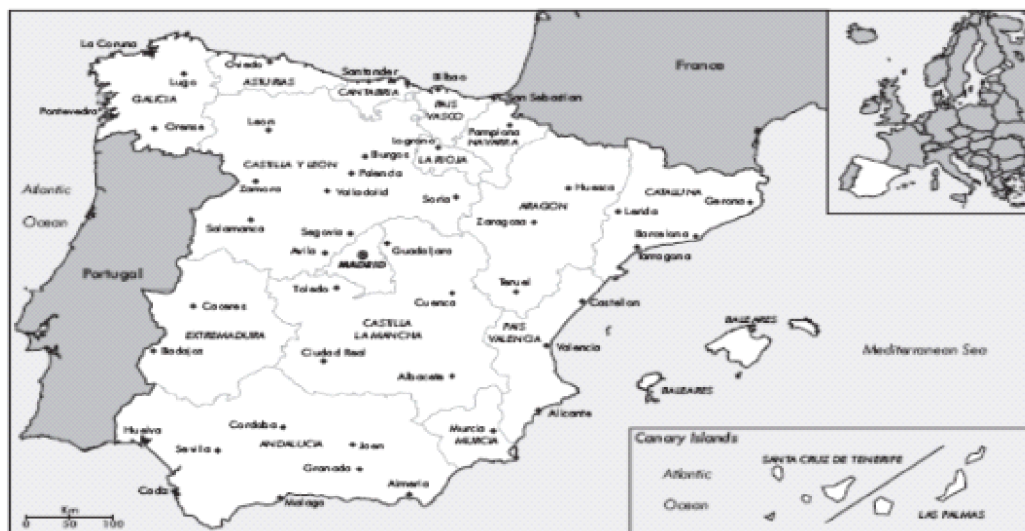 La Coruna
Oviedo
Santander
Bilbao
France
Lugo
ASTURIAS
CANTABRIA
San Sebastian
GALICIA
PAIS
VASCO
Pontevedra
Orense
Leon
Pamplona
NAVARRA
Logrono
LA RIOJA
Burgos
CASTILLA Y LEON
Palencia
Atlantic
Ocean
Zamora
Valladolid
Soria
Huesca
CATALUNA
Gerona
ARAGON
Lerida
Zaragosa
Salamanca
Segovia
Barcelona
Avila
Guadaljara
Tarragona
MADRID
Portugal
Toledo
Teruel
Cuenca
Castellon
Caceres
BALEARES
EXTREMADURA
CASTILLA
LA MANCHA
PAIS
VALENCIA
Valencia
Mediterranean Sea
Badajos
Ciudad Real
Albacete
BALEARES
Alicante
Huelva
Cordoba
Murcia
MURCIA
ANDALUCIA
Jaen
Sevilla
Granada
Canary Islands
SANTA CRUZ DE TENERIFE
Atlantic
Ocean
LAS PALMAS
Cadiz
Malaga
Almeria
Km
0 50 100